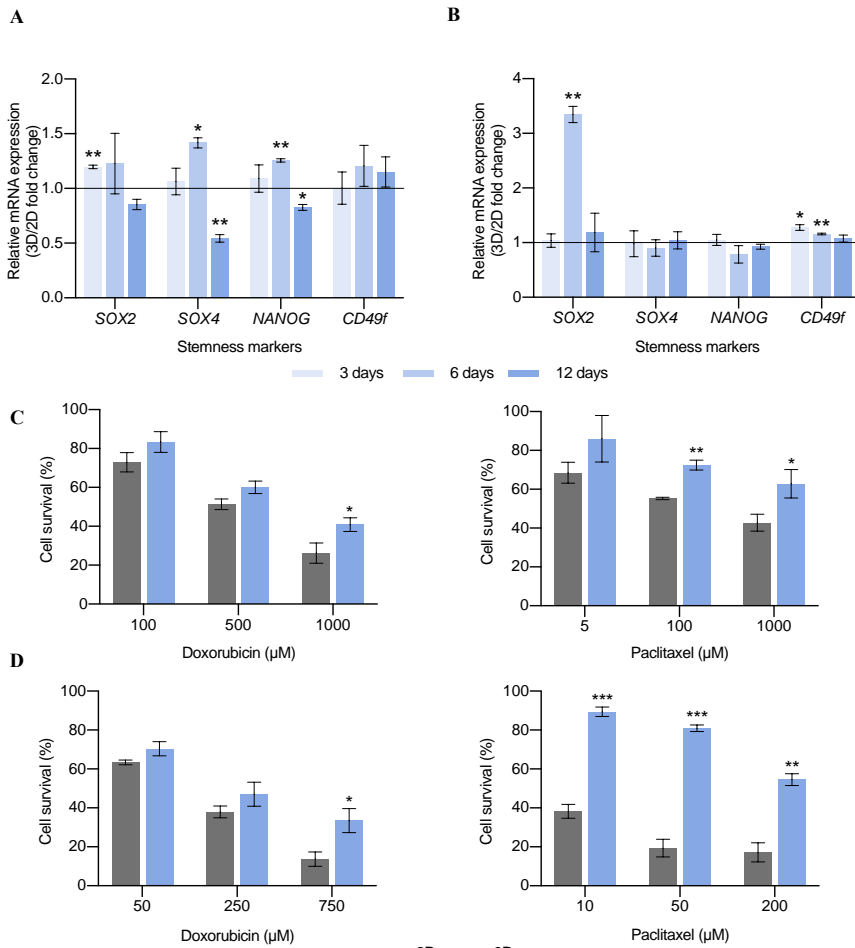 A
B
Relative mRNA expression
(3D/2D fold change)
2.0
1.5
1.0
0.5
0.0
**
*
**
**
*
SOX2 SOX4 NANOG CD49f
Stemness markers
Relative mRNA expression
(3D/2D fold change)
4
3
2
1
0
**
*
**
SOX2 SOX4 NANOG CD49f
Stemness markers
3 days 6 days 12 days
C
Cell survival (%)
100
80
60
40
20
0
*
100 500 1000
Doxorubicin (µM)
Cell survival (%)
100
80
60
40
20
0
**
*
5 100 1000
Paclitaxel (µM)
D
Cell survival (%)
100
80
60
40
20
0
*
50 250 750
Doxorubicin (µM)
Cell survival (%)
100
80
60
40
20
0
***
***
**
10 50 200
Paclitaxel (µM)